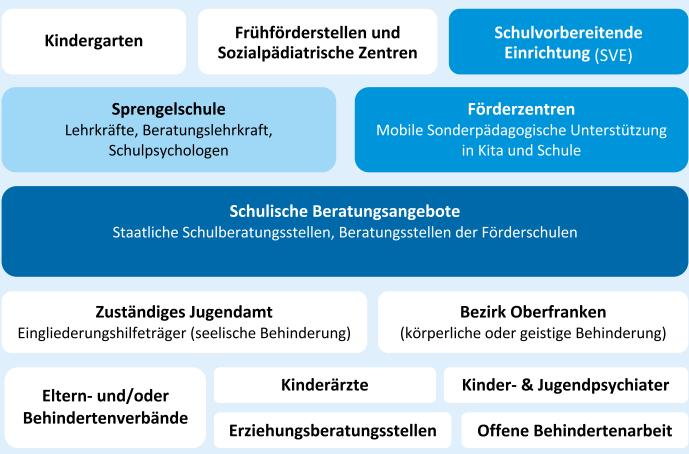 Kindergarten
Frühförderstellen und
Sozialpädiatrische Zentren
Schulvorbereitende
Einrichtung (SVE)
Sprengelschule
Lehrkräfte, Beratungslehrkraft,
Schulpsychologen
Förderzentren
Mobile Sonderpädagogische Unterstützung
in Kita und Schule
Schulische Beratungsangebote
Staatliche Schulberatungsstellen, Beratungsstellen der Förderschulen
Zuständiges Jugendamt
Eingliederungshilfeträger (seelische Behinderung)
Bezirk Oberfranken
(körperliche oder geistige Behinderung)
Eltern- und/oder
Behindertenverbände
Kinderärzte
Kinder- & Jugendpsychiater
Erziehungsberatungsstellen
Offene Behindertenarbeit